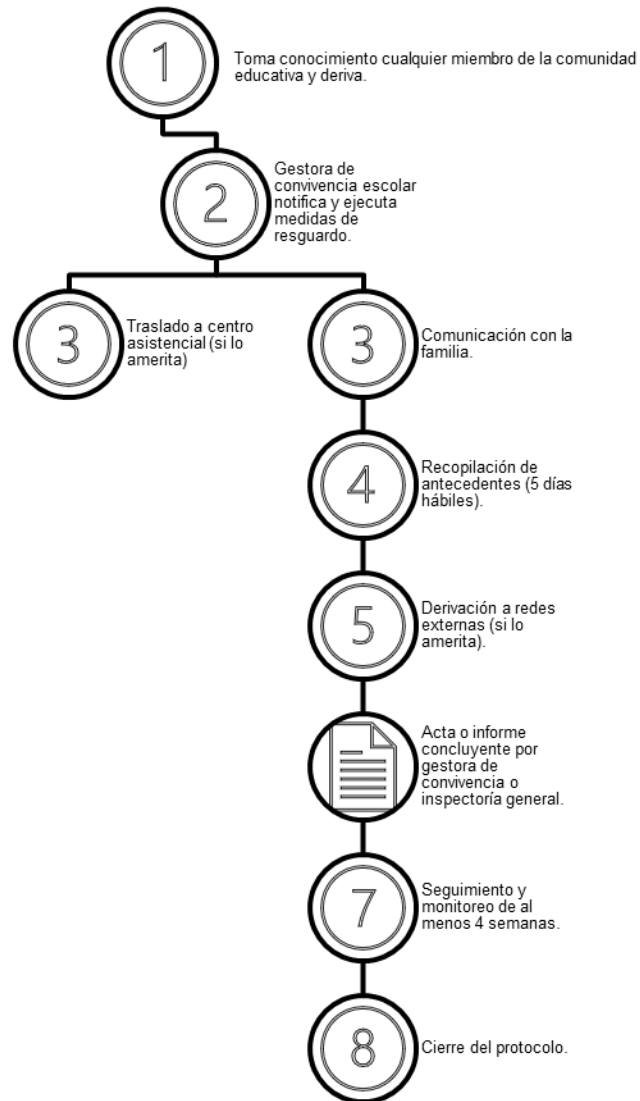 1
Toma conocimiento cualquier miembro de la comunidad
educativa y deriva.
2
Gestora de
convivencia escolar
notifica y ejecuta
medidas de
resguardo.
3
Traslado a centro
asistencial (si lo
amerita)
3
Comunicación con la
familia.
4
Recopilación de
antecedentes (5 días
hábiles).
5
Derivación a redes
externas (si lo
amerita).
Acta o informe
concluyente por
gestora de
convivencia o
inspectoría general.
7
Seguimiento y
monitoreo de al
menos 4 semanas.
8
Cierre del protocolo.